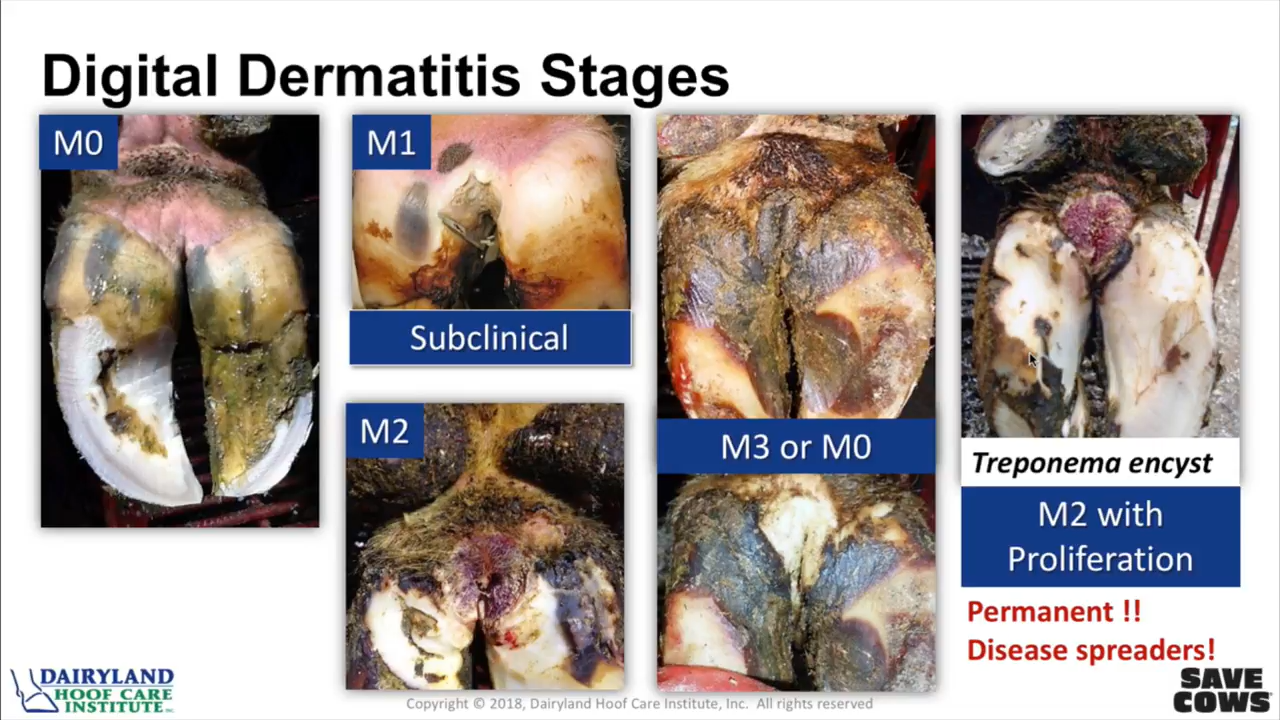 Digital Dermatitis Stages
M0
M1
Subclinical
M2
M3 or M0
Treponema encyst
M2 with
Proliferation
Permanent !!
Disease spreaders!
DAIRYLAND
HOOF CARE
INSTITUTE INC.
Copyright © 2018, Dairyland Hoof Care Institute, Inc. All rights reserved
SAVE
COWS